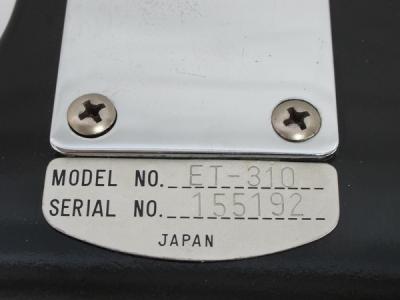 MODEL NO. ET-310
SERIAL NO. 155192
JAPAN